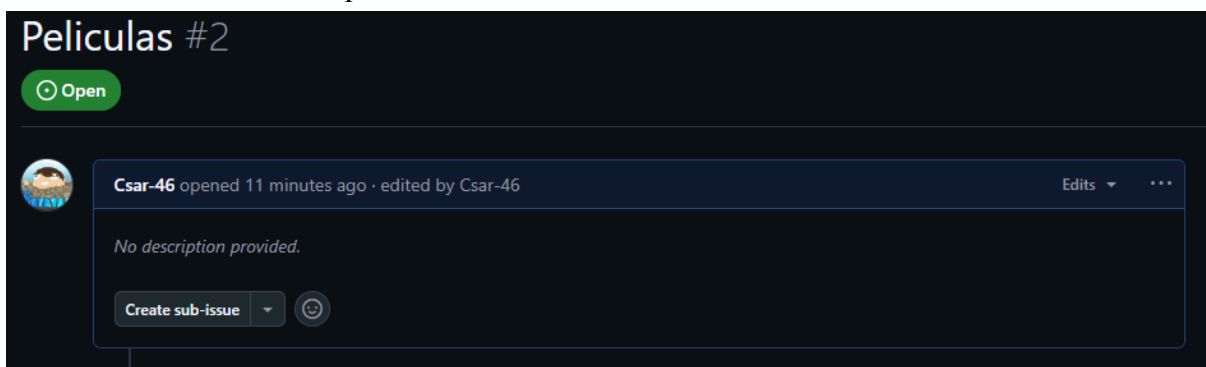 Peliculas #2
Open
Csar-46 opened 11 minutes ago · edited by Csar-46 Edits ...
No description provided.
Create sub-issue